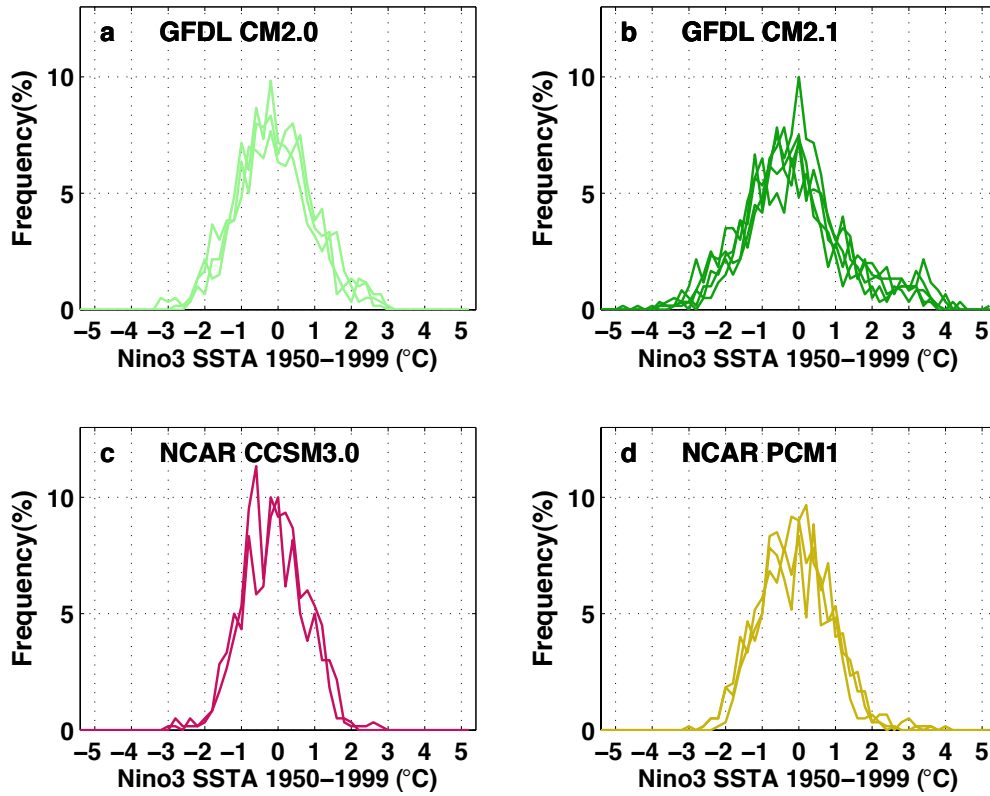 a GFDL CM2.0
10
5
0
Frequency(%)
−5 −4 −3 −2 −1 0 1 2 3 4 5
Nino3 SSTA 1950−1999 (°C)
b GFDL CM2.1
10
5
0
Frequency(%)
−5 −4 −3 −2 −1 0 1 2 3 4 5
Nino3 SSTA 1950−1999 (°C)
c NCAR CCSM3.0
10
5
0
Frequency(%)
−5 −4 −3 −2 −1 0 1 2 3 4 5
Nino3 SSTA 1950−1999 (°C)
d NCAR PCM1
10
5
0
Frequency(%)
−5 −4 −3 −2 −1 0 1 2 3 4 5
Nino3 SSTA 1950−1999 (°C)